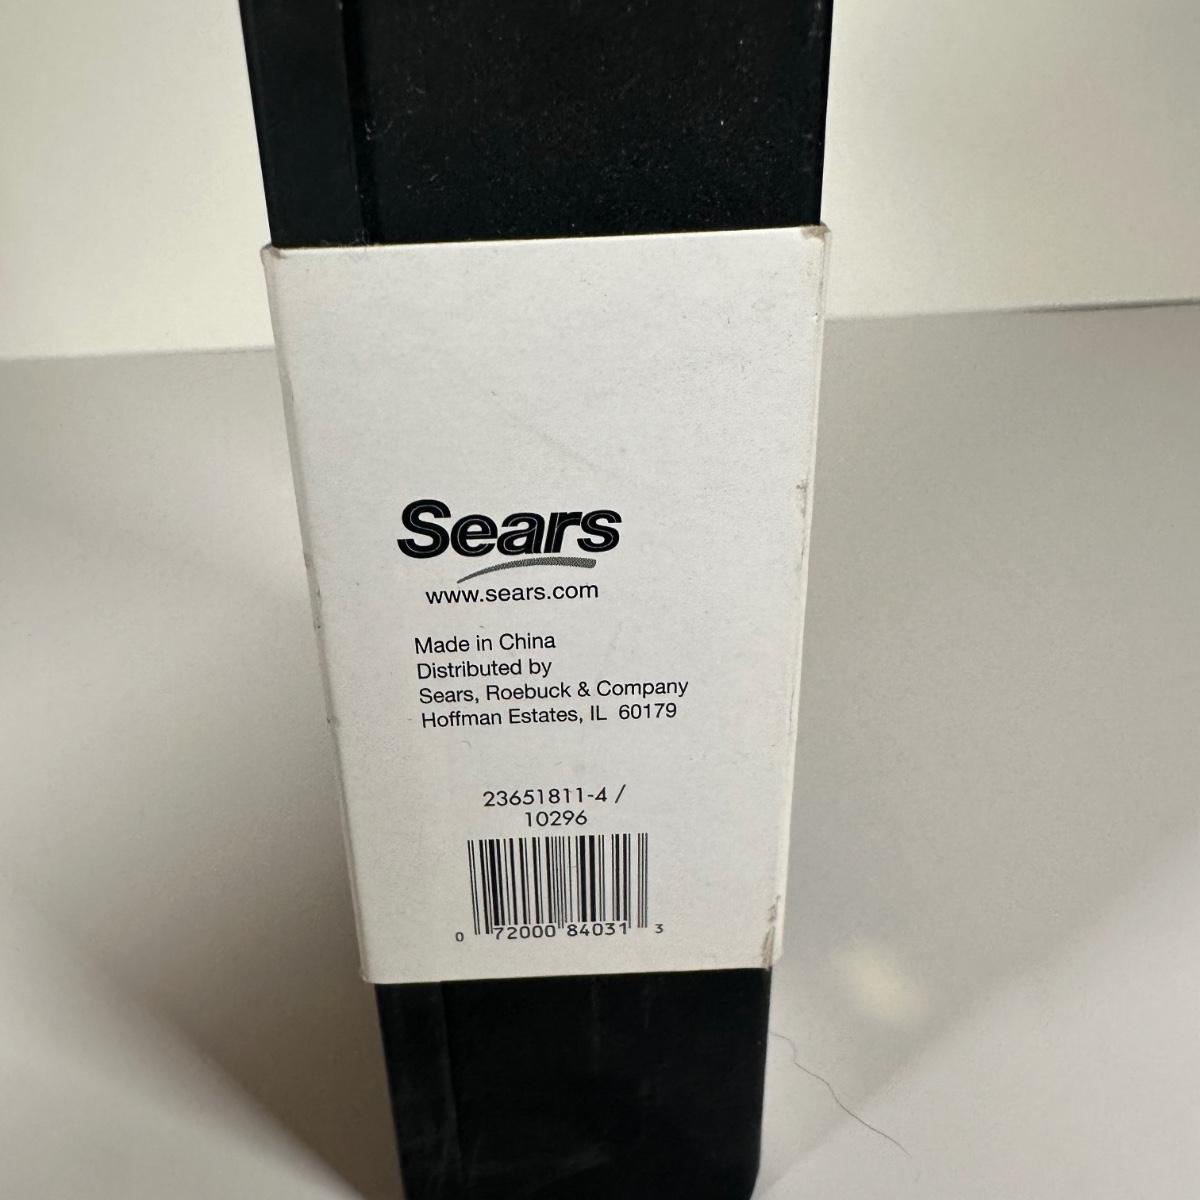 Sears
www.sears.com
Made in China
Distributed by
Sears, Roebuck & Company
Hoffman Estates, IL 60179
23651811-4 /
10296
0 72000 84031 3